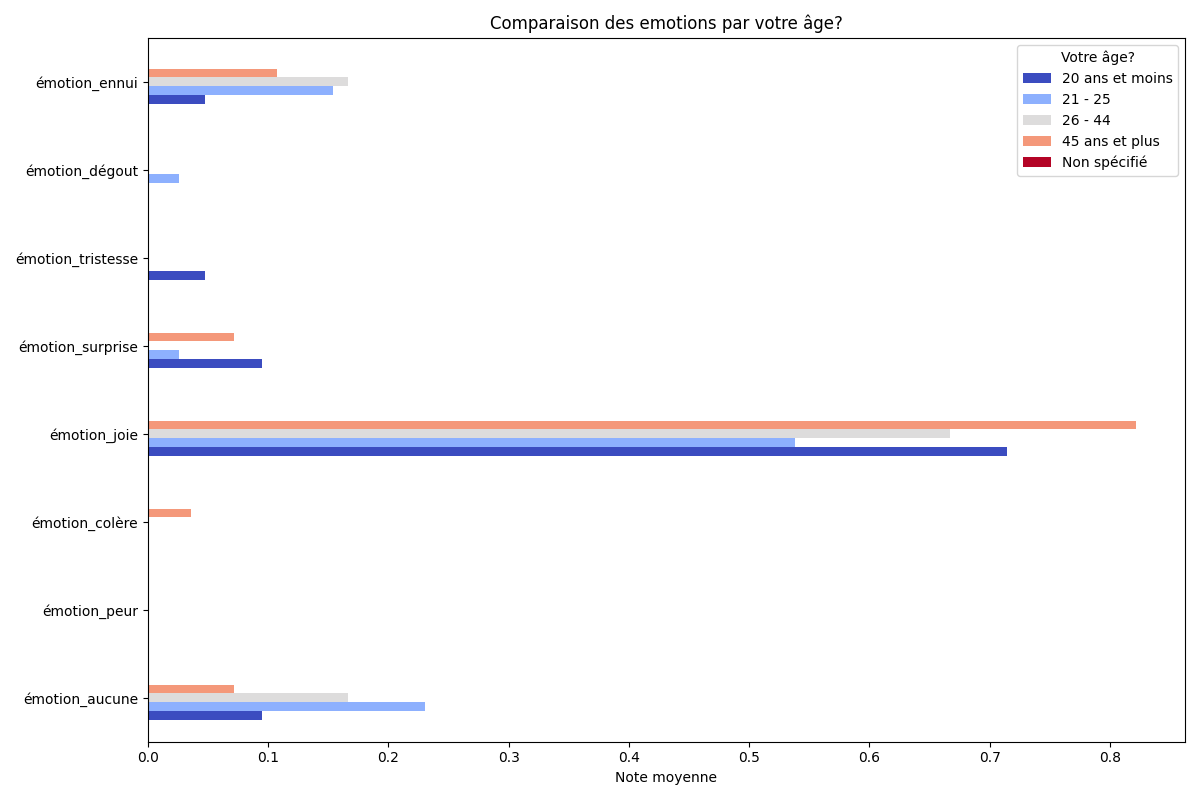 Comparaison des emotions par votre âge?
Votre âge?
20 ans et moins
21 - 25
26 - 44
45 ans et plus
Non spécifié
émotion_ennui
émotion_dégout
émotion_tristesse
émotion_surprise
émotion_joie
émotion_colère
émotion_peur
émotion_aucune
0.0 0.1 0.2 0.3 0.4 0.5 0.6 0.7 0.8
Note moyenne